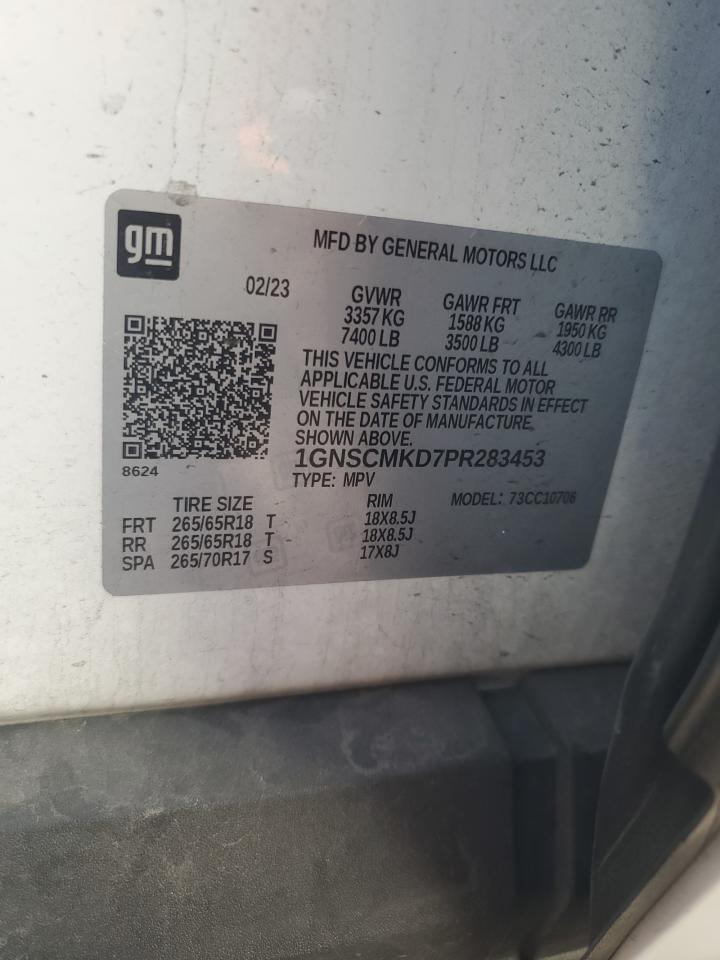 gm
MFD BY GENERAL MOTORS LLC
02/23
GVWR GAWR FRT GAWR RR
3357 KG 1588 KG 1950 KG
7400 LB 3500 LB 4300 LB
THIS VEHICLE CONFORMS TO ALL
APPLICABLE U.S. FEDERAL MOTOR
VEHICLE SAFETY STANDARDS IN EFFECT
ON THE DATE OF MANUFACTURE
SHOWN ABOVE.
8624
1GNSCMKD7PR283453
TYPE: MPV
MODEL: 73CC10706
TIRE SIZE RIM
FRT 265/65R18 T 18X8.5J
RR 265/65R18 T 18X8.5J
SPA 265/70R17 S 17X8J